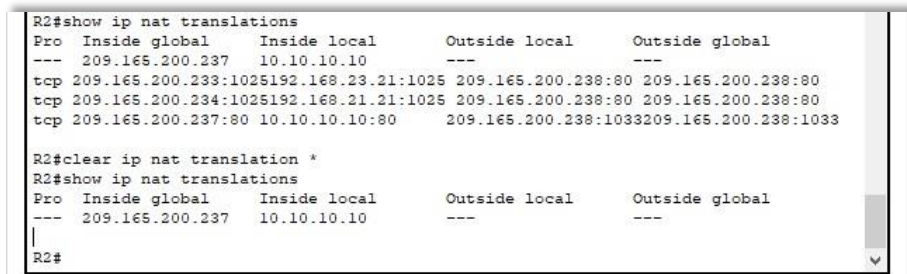 R2#show ip nat translations
Pro Inside global Inside local Outside local Outside global
--- 209.165.200.237 10.10.10.10 --- ---
tcp 209.165.200.233:1025192.168.23.21:1025 209.165.200.238:80 209.165.200.238:80
tcp 209.165.200.234:1025192.168.21.21:1025 209.165.200.238:80 209.165.200.238:80
tcp 209.165.200.237:80 10.10.10.10:80 209.165.200.238:1033209.165.200.238:1033
R2#clear ip nat translation *
R2#show ip nat translations
Pro Inside global Inside local Outside local Outside global
--- 209.165.200.237 10.10.10.10 --- ---
R2#